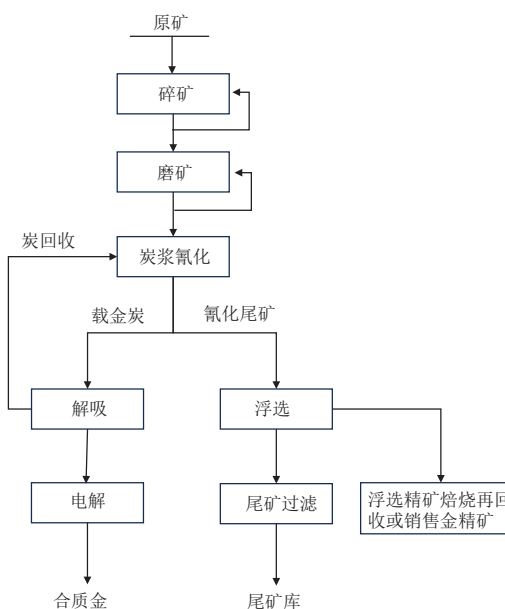 原矿
碎矿
磨矿
炭回收
炭浆氰化
载金炭
氰化尾矿
解吸
浮选
电解
尾矿过滤
浮选精矿焙烧再回
收或销售金精矿
合质金
尾矿库